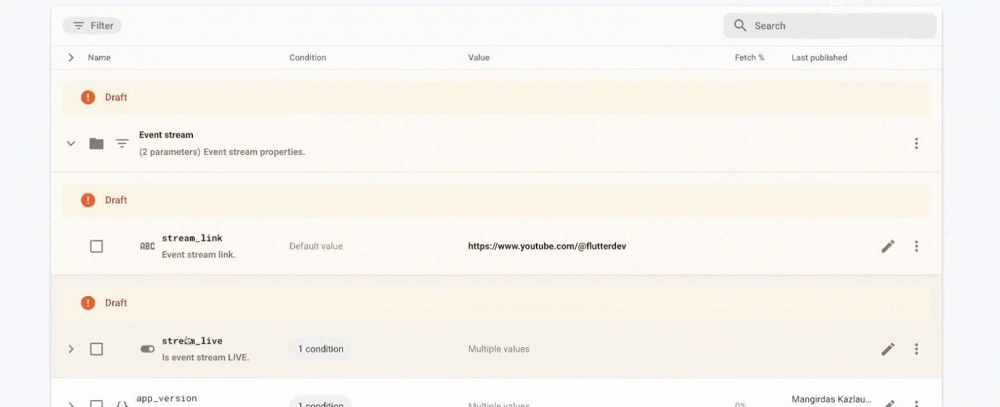 Filter
Search
Name Condition Value Fetch % Last published
Draft
Event stream
(2 parameters) Event stream properties.
Draft
ABC stream_link Default value https://www.youtube.com/@flutterdev
Event stream link.
Draft
stream_live 1 condition Multiple values
Is event stream LIVE.
{} app_version 1 condition Multiple values 0% Mangirdas Kazlau...